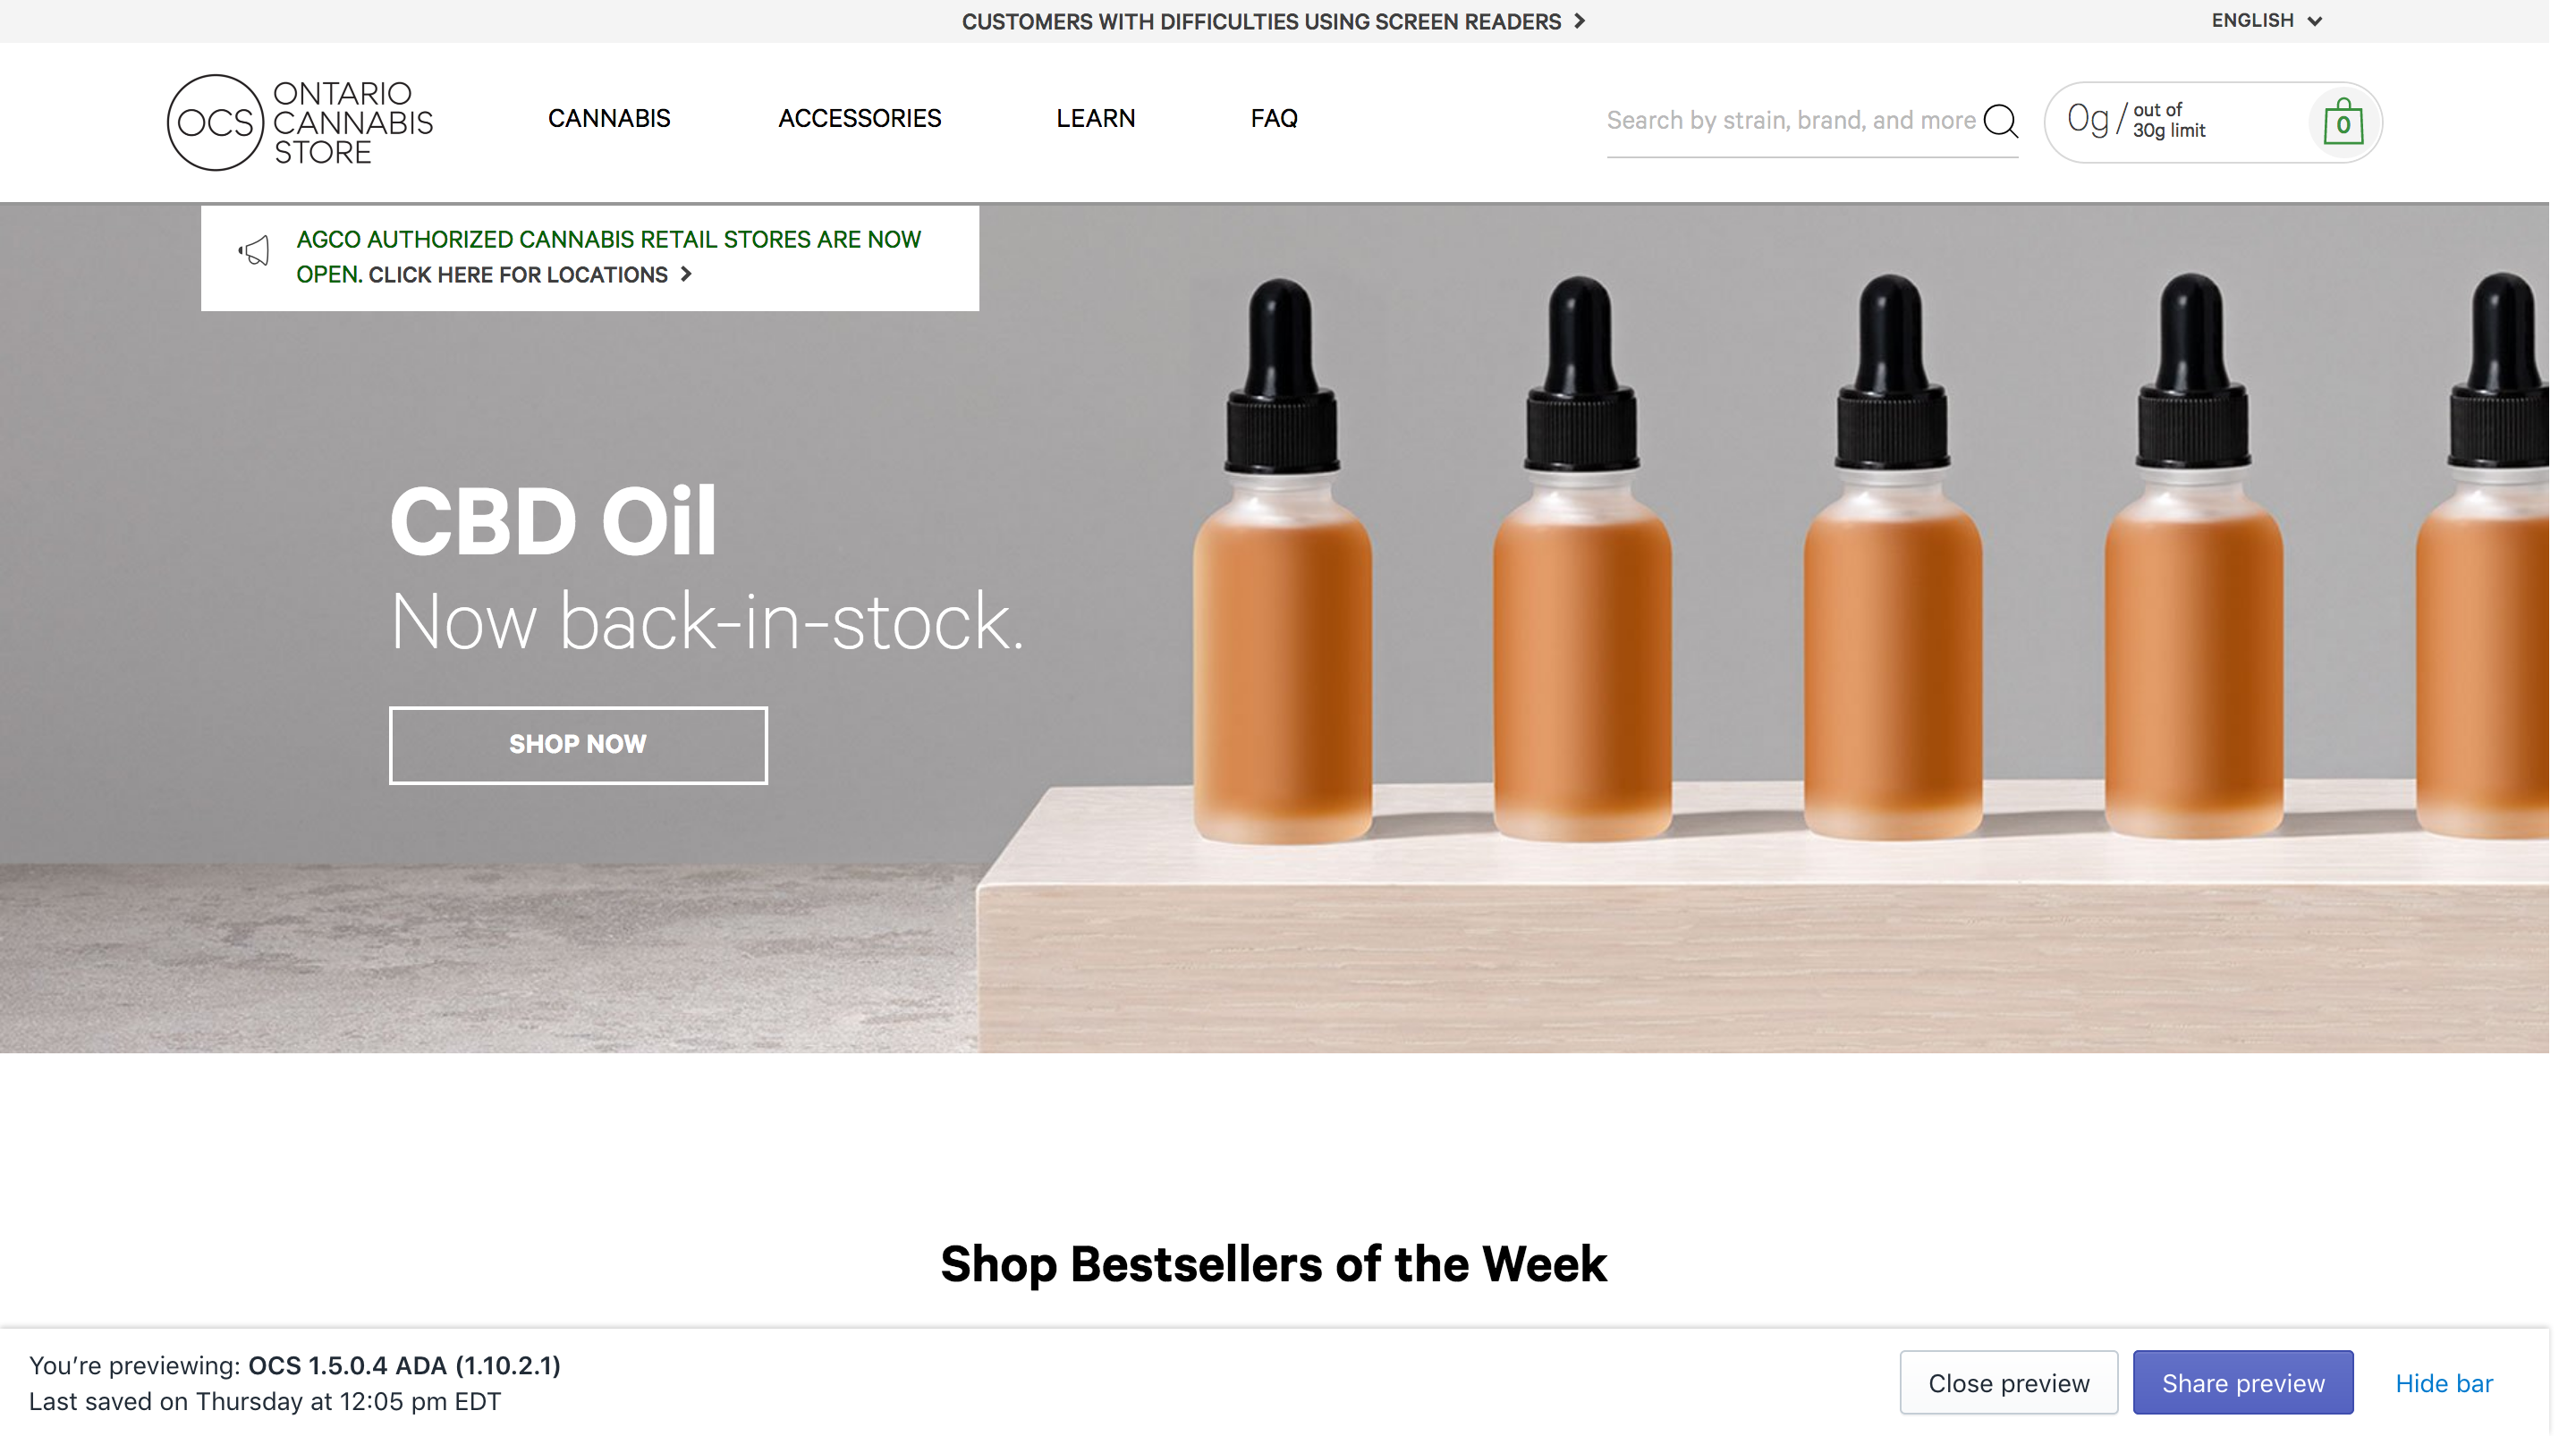 CUSTOMERS WITH DIFFICULTIES USING SCREEN READERS
ENGLISH
OCS
ONTARIO
CANNABIS
STORE
CANNABIS
ACCESSORIES
LEARN
FAQ
Search by strain, brand, and more
0g/
out of
30g limit
0
AGCO AUTHORIZED CANNABIS RETAIL STORES ARE NOW
OPEN. CLICK HERE FOR LOCATIONS
CBD Oil
Now back-in-stock.
SHOP NOW
Shop Bestsellers of the Week
You’re previewing: OCS 1.5.0.4 ADA (1.10.2.1)
Last saved on Thursday at 12:05 pm EDT
Close preview
Share preview
Hide bar